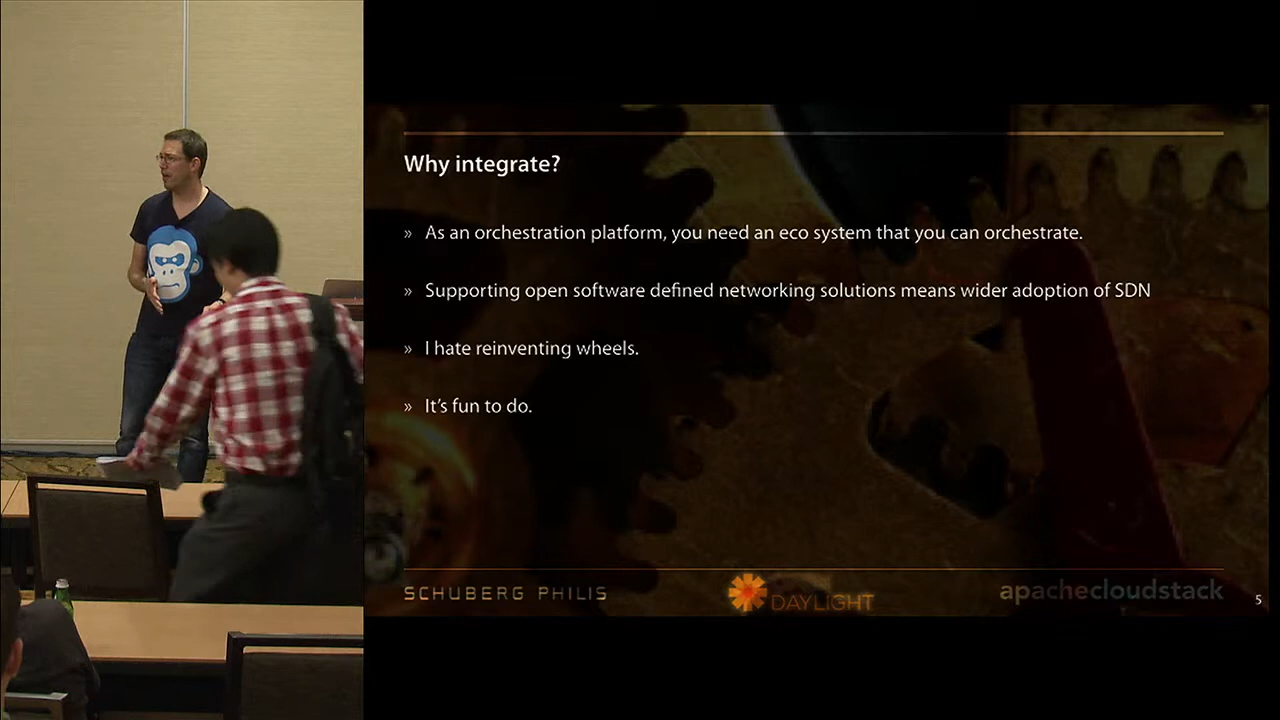 Why integrate?
» As an orchestration platform, you need an eco system that you can orchestrate.
» Supporting open software defined networking solutions means wider adoption of SDN
» I hate reinventing wheels.
» It's fun to do.
SCHUBERG PHILIS
DAYLIGHT
apachecloudstack
5